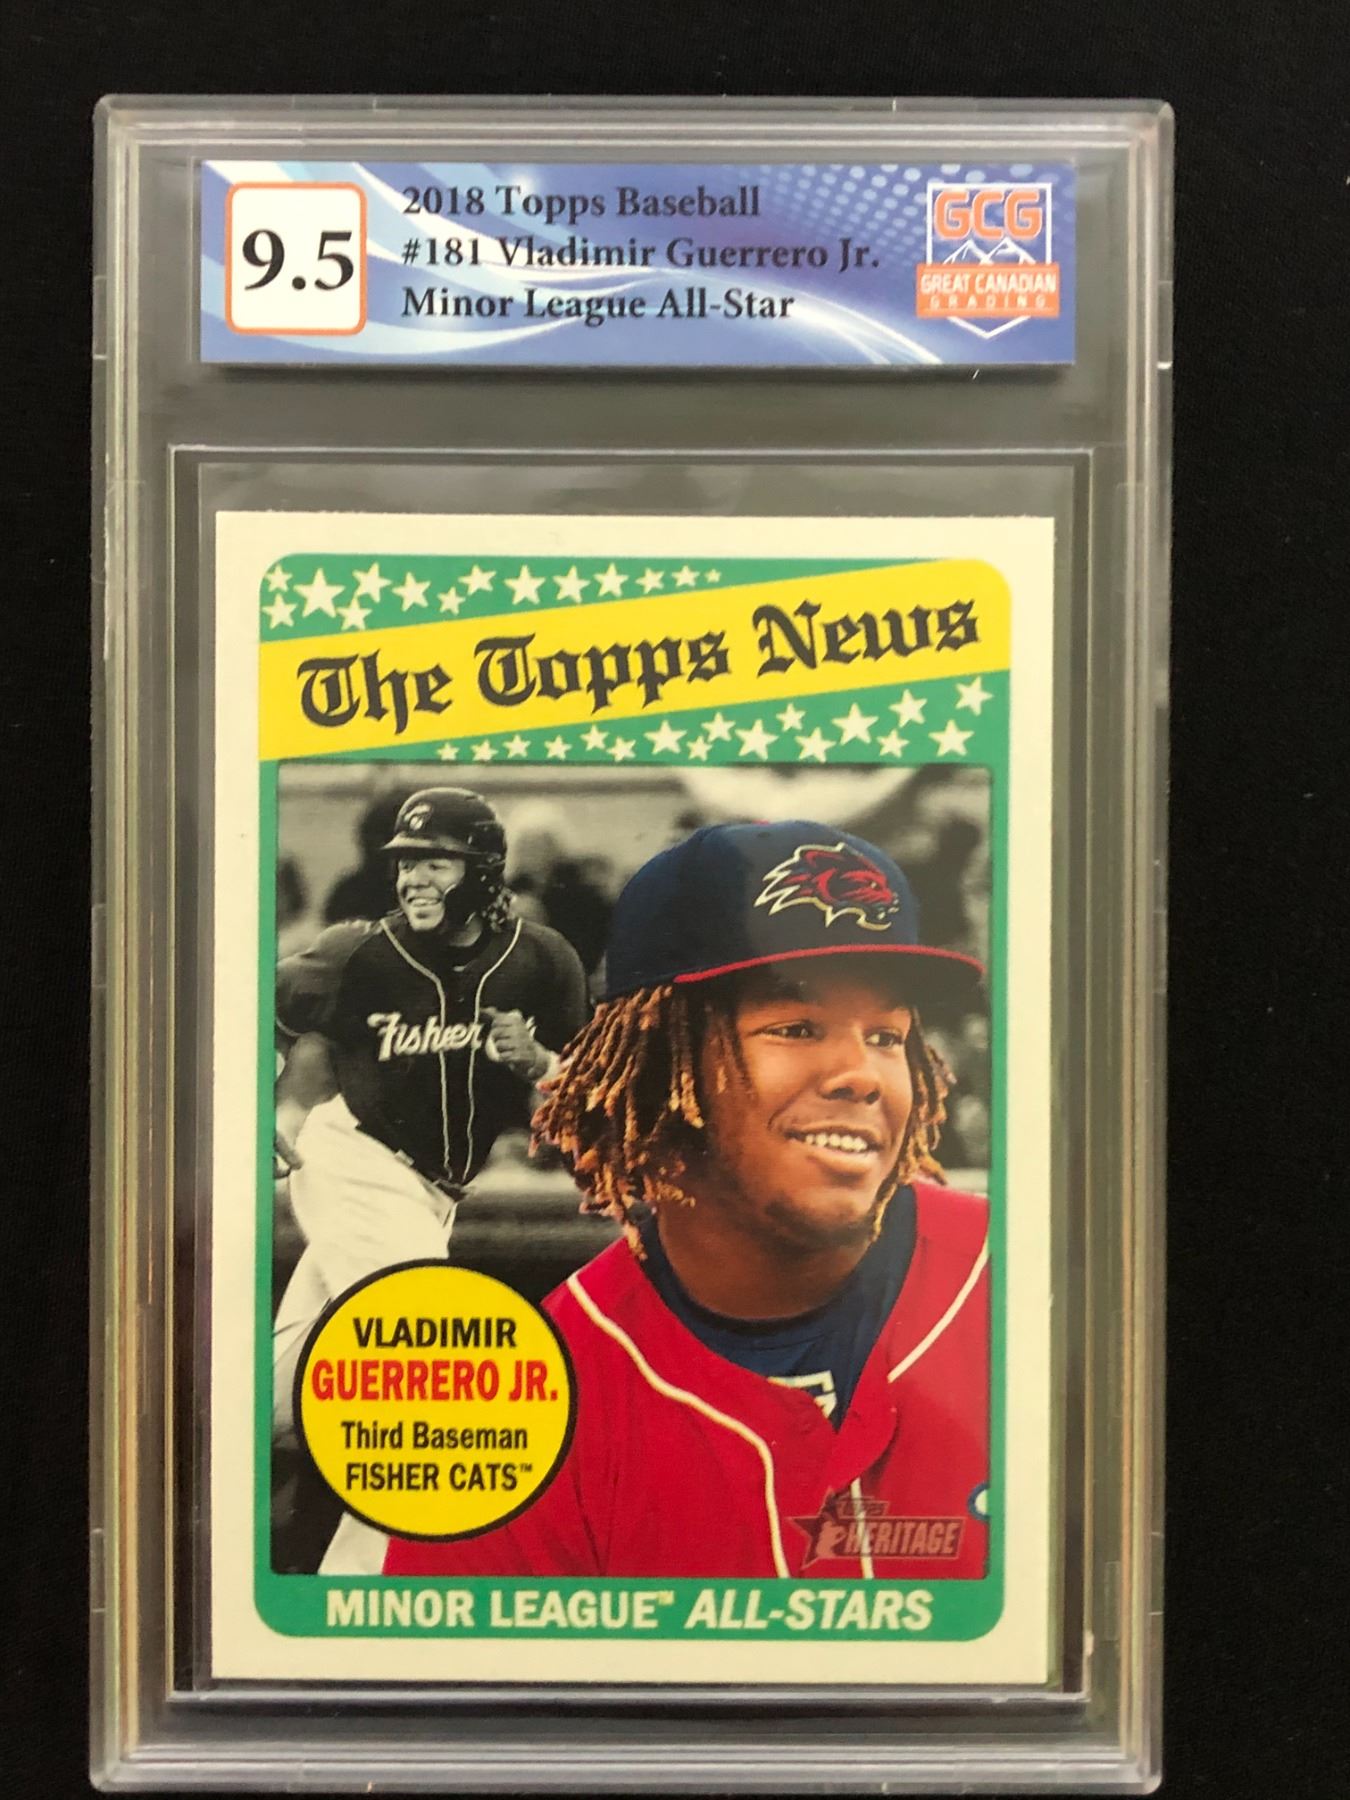 9.5
2018 Topps Baseball
#181 Vladimir Guerrero Jr.
Minor League All-Star
GCG
GREAT CANADIAN
GRADING
The Topps News
Fisher
VLADIMIR
GUERRERO JR.
Third Baseman
FISHER CATS™
TOPPS
HERITAGE
MINOR LEAGUE™ ALL-STARS